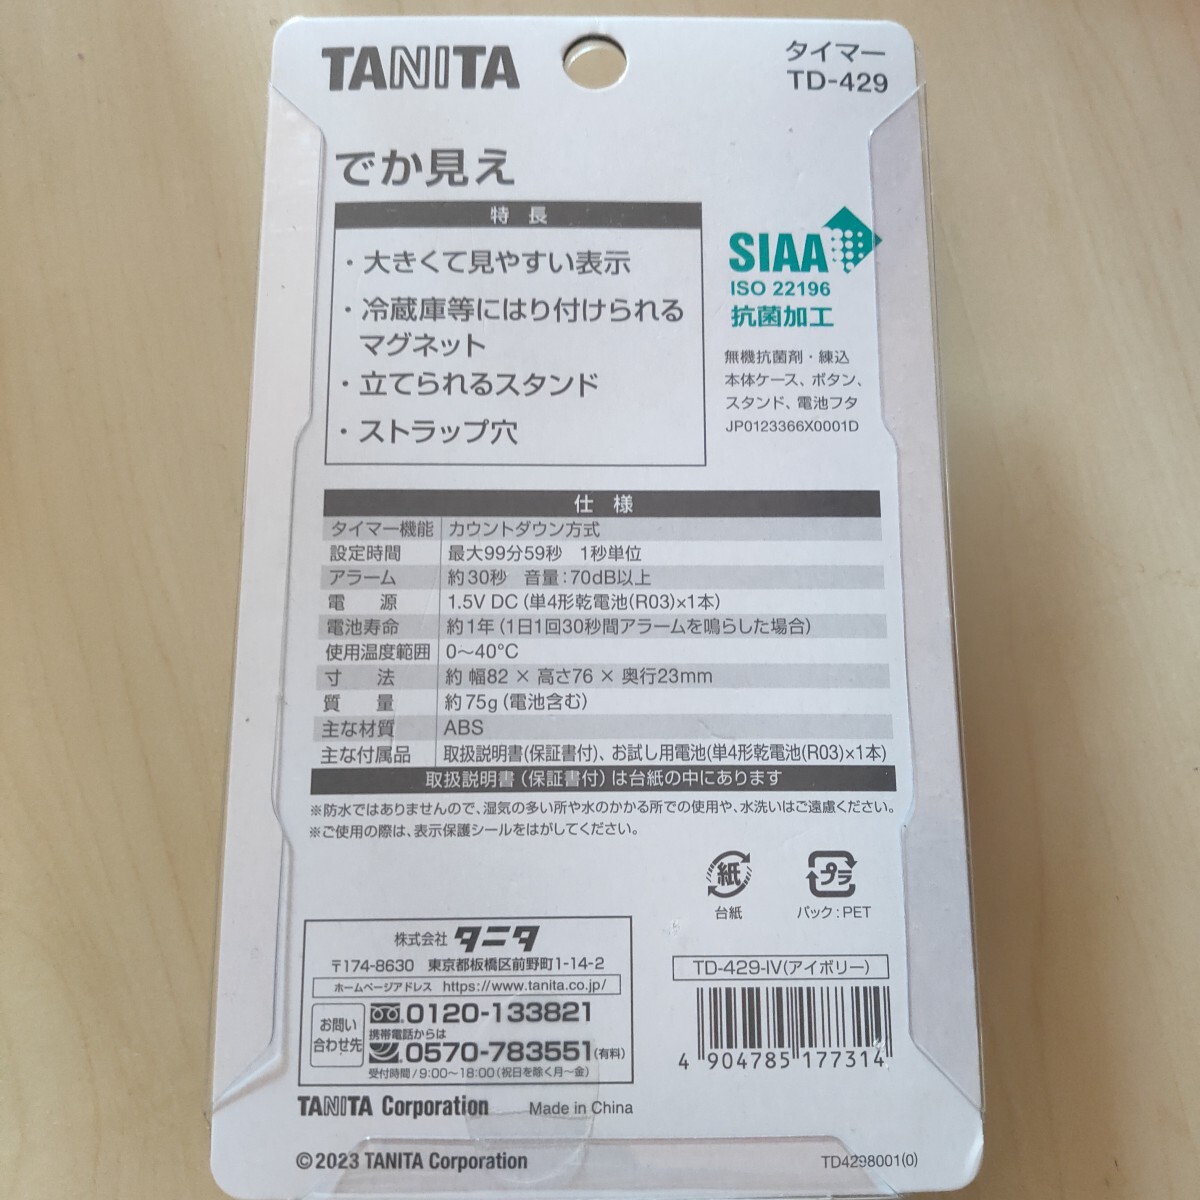 TANITA
タイマー
TD-429
でか見え
特 長
・大きくて見やすい表示
・冷蔵庫等にはり付けられる
マグネット
・立てられるスタンド
・ストラップ穴
SIAA
ISO 22196
抗菌加工
無機抗菌剤・練込
本体ケース、ボタン、
スタンド、電池フタ
JP0123366X0001D
仕 様
タイマー機能 カウントダウン方式
設定時間 最大99分59秒 1秒単位
アラーム 約30秒 音量:70dB以上
電 源 1.5V DC (単4形乾電池(R03)×1本)
電池寿命 約1年(1日1回30秒間アラームを鳴らした場合)
使用温度範囲 0〜40℃
寸 法 約 幅82 × 高さ76 × 奥行23mm
質 量 約75g(電池含む)
主な材質 ABS
主な付属品 取扱説明書(保証書付)、お試し用電池(単4形乾電池(R03)×1本)
取扱説明書(保証書付)は台紙の中にあります
※防水ではありませんので、湿気の多い所や水のかかる所での使用や、水洗いはご遠慮ください。
※ご使用の際は、表示保護シールをはがしてください。
紙
台紙
プラ
パック:PET
株式会社 タニタ
〒174-8630 東京都板橋区前野町1-14-2
ホームページアドレス https://www.tanita.co.jp/
お問い
合わせ先
0120-133821
携帯電話からは
0570-783551(有料)
受付時間/9:00〜18:00(祝日を除く月〜金)
TANITA Corporation Made in China
©2023 TANITA Corporation
TD-429-IV(アイボリー)
4 904785 177314
TD4298001(0)